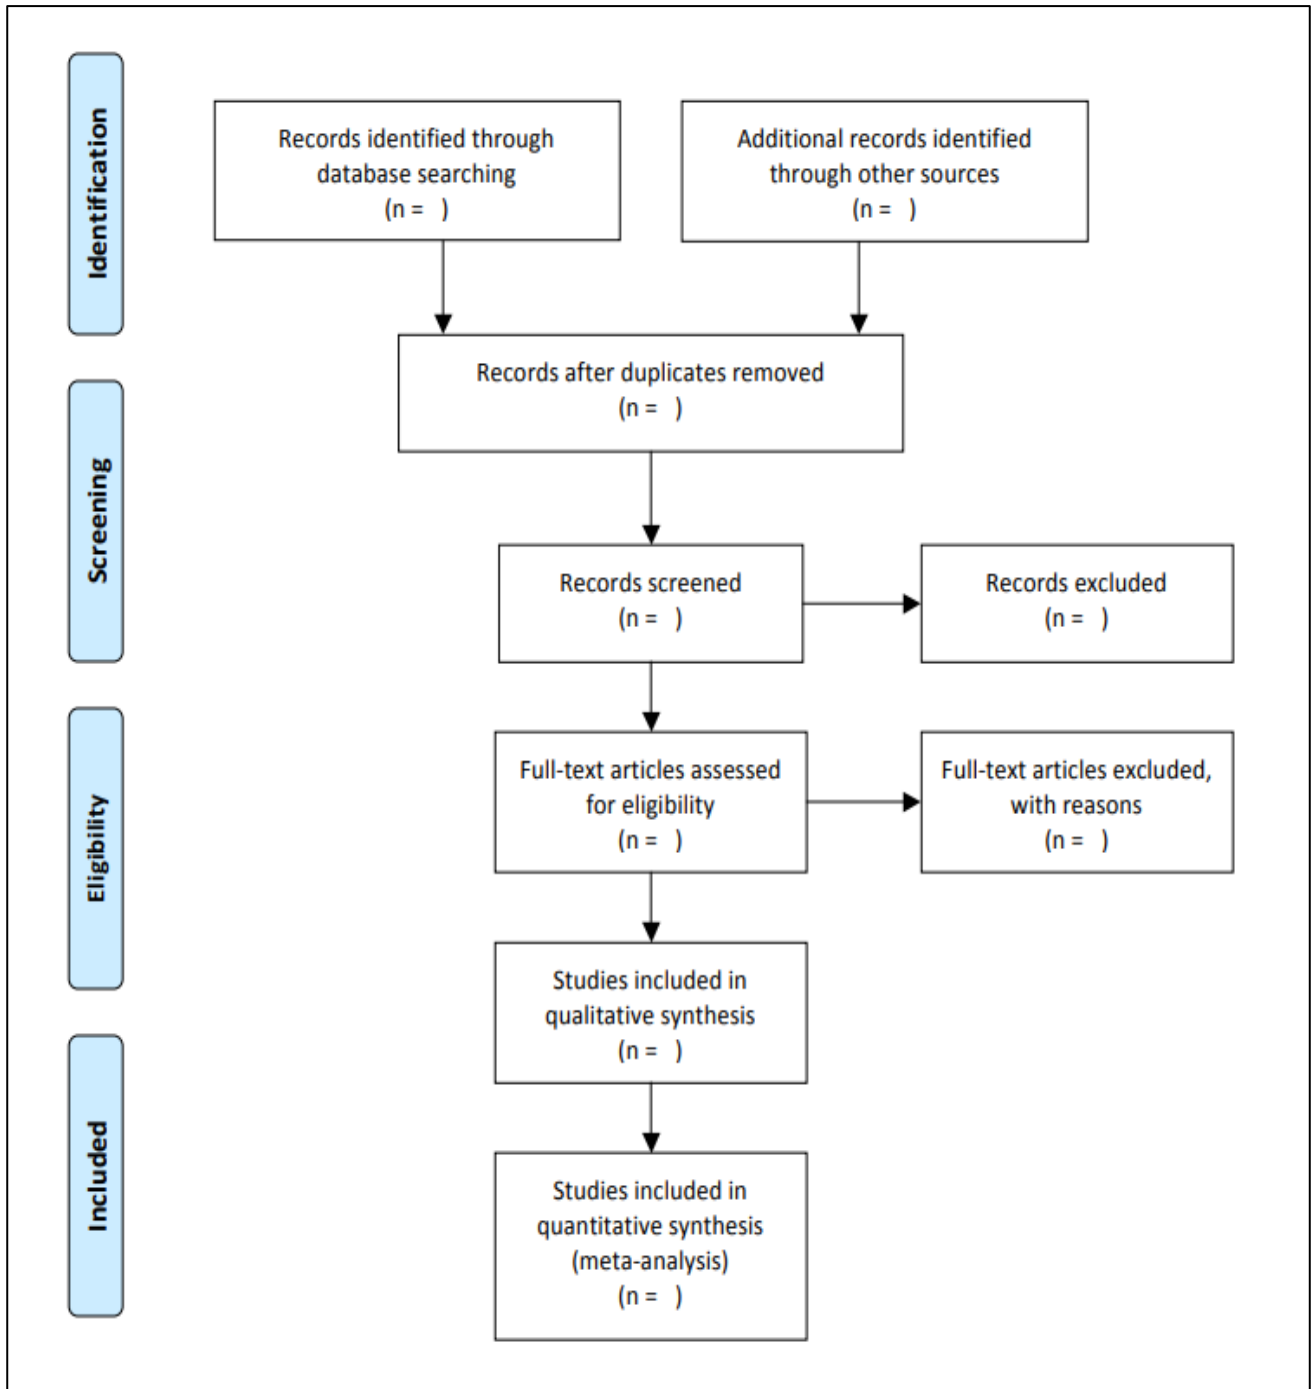 Identification
Records identified through
database searching
(n =   )
Additional records identified
through other sources
(n =   )
Records after duplicates removed
(n =   )
Screening
Records screened
(n =   )
Records excluded
(n =   )
Eligibility
Full-text articles assessed
for eligibility
(n =   )
Full-text articles excluded,
with reasons
(n =   )
Studies included in
qualitative synthesis
(n =   )
Included
Studies included in
quantitative synthesis
(meta-analysis)
(n =   )